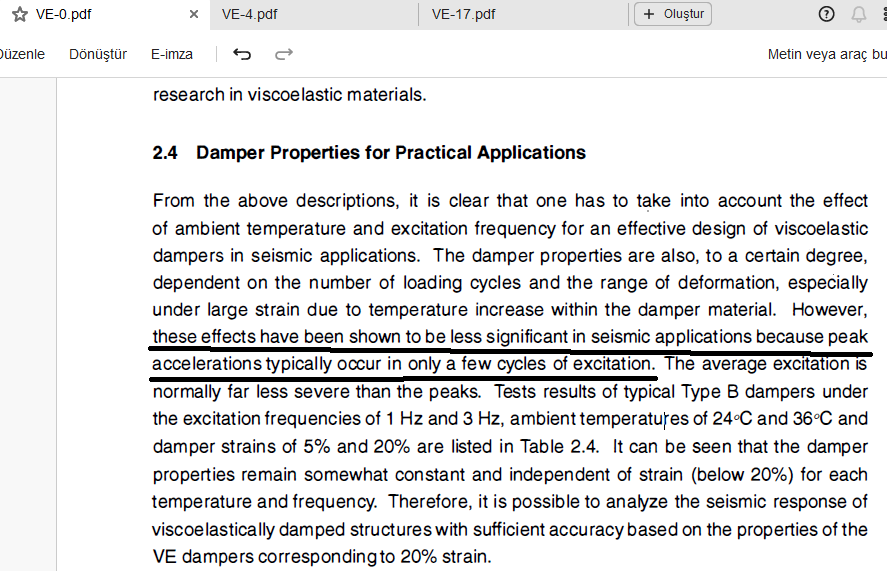 VE-0.pdf
VE-4.pdf
VE-17.pdf
Oluştur
Düzenle
Dönüştür
E-imza
Metin veya araç bu
research in viscoelastic materials.
2.4 Damper Properties for Practical Applications
From the above descriptions, it is clear that one has to take into account the effect
of ambient temperature and excitation frequency for an effective design of viscoelastic
dampers in seismic applications. The damper properties are also, to a certain degree,
dependent on the number of loading cycles and the range of deformation, especially
under large strain due to temperature increase within the damper material. However,
these effects have been shown to be less significant in seismic applications because peak
accelerations typically occur in only a few cycles of excitation. The average excitation is
normally far less severe than the peaks. Tests results of typical Type B dampers under
the excitation frequencies of 1 Hz and 3 Hz, ambient temperatures of 24°C and 36°C and
damper strains of 5% and 20% are listed in Table 2.4. It can be seen that the damper
properties remain somewhat constant and independent of strain (below 20%) for each
temperature and frequency. Therefore, it is possible to analyze the seismic response of
viscoelastically damped structures with sufficient accuracy based on the properties of the
VE dampers corresponding to 20% strain.